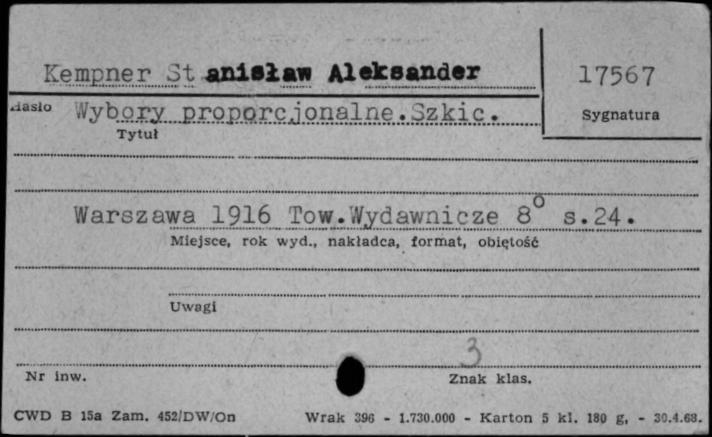 Kempner Stanisław Aleksander
17567
Hasło Wybory proporcjonalne.Szkic.
Sygnatura
Tytuł
Warszawa 1916 Tow.Wydawnicze 8° s.24.
Miejsce, rok wyd., nakładca, format, objętość
Uwagi
3
Nr inw.
Znak klas.
CWD B 15a Zam. 452/DW/On Wrak 396 - 1.730.000 - Karton 5 kl. 180 g, - 30.4.68.